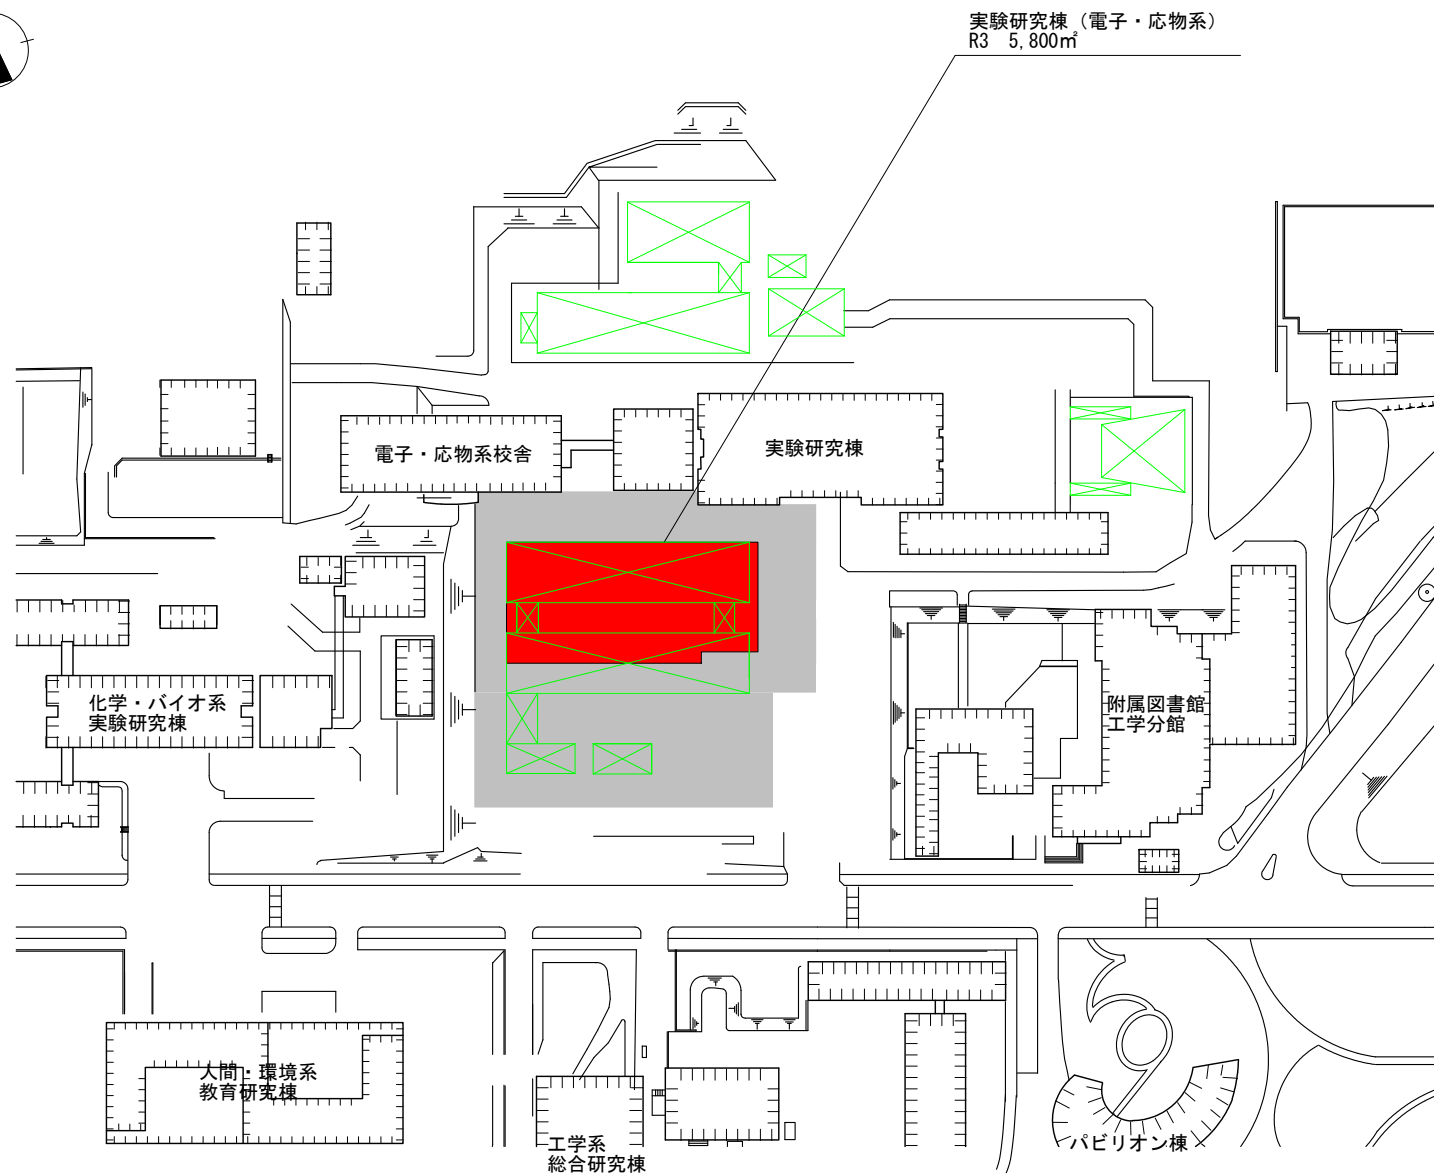 実験研究棟（電子・応物系）
R3　5,800㎡
電子・応物系校舎
実験研究棟
化学・バイオ系
実験研究棟
附属図書館
工学分館
人間・環境系
教育研究棟
工学系
総合研究棟
パビリオン棟